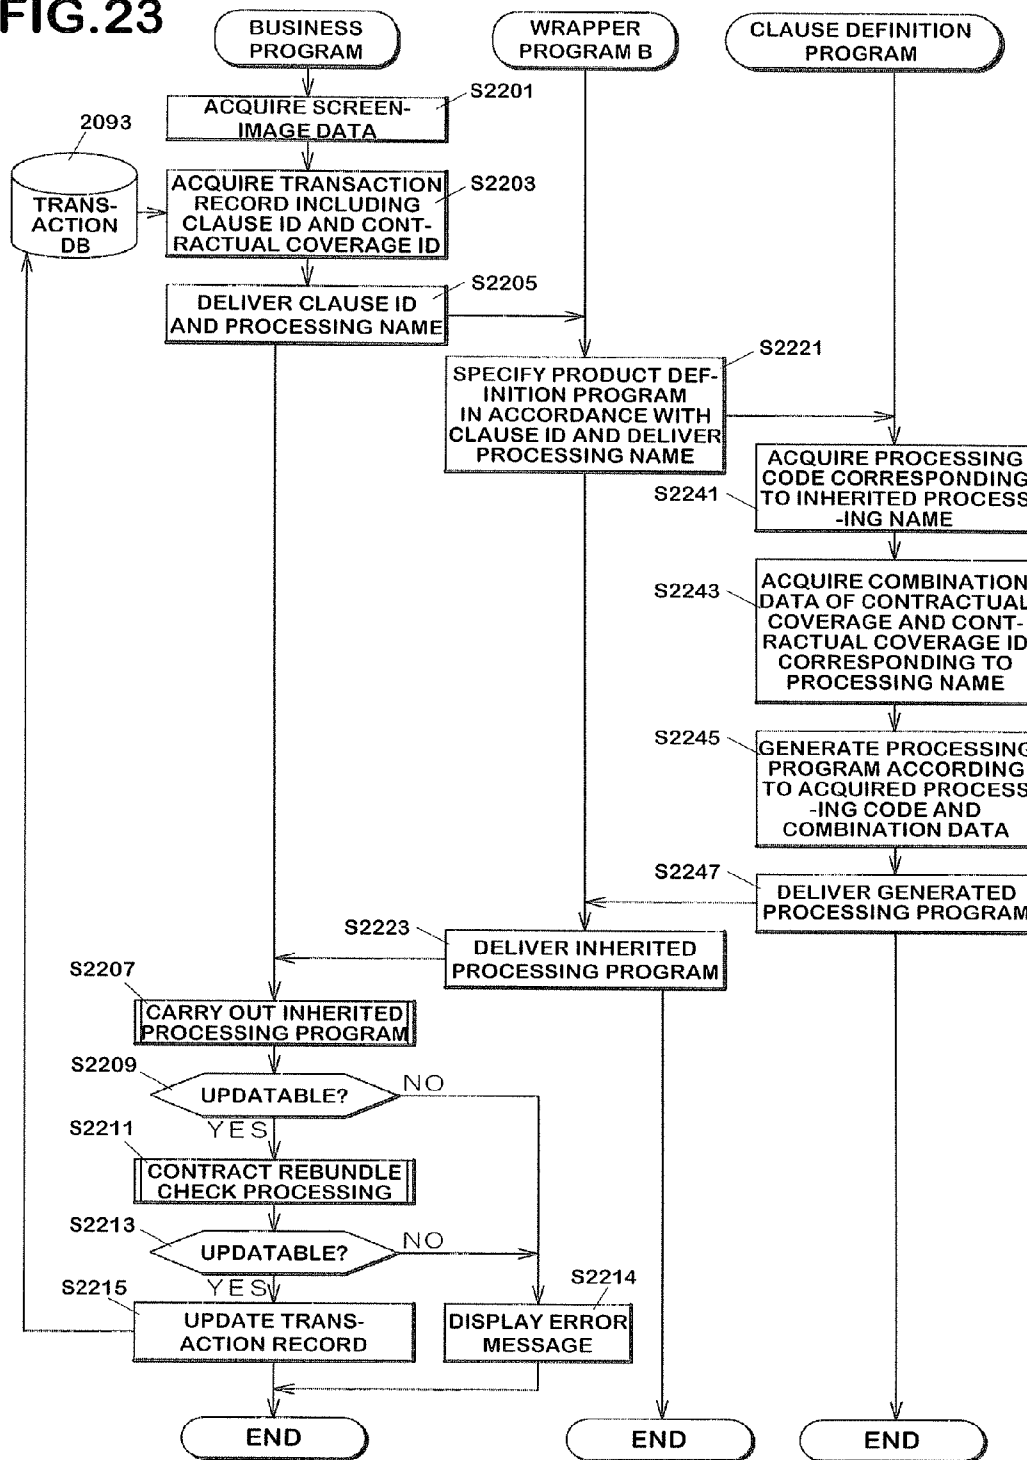 FIG.23
BUSINESS
PROGRAM
WRAPPER
PROGRAM B
CLAUSE DEFINITION
PROGRAM
S2201
ACQUIRE SCREEN-
IMAGE DATA
2093
TRANS-
ACTION
DB
S2203
ACQUIRE TRANSACTION
RECORD INCLUDING
CLAUSE ID AND CONT-
RACTUAL COVERAGE ID
S2205
DELIVER CLAUSE ID
AND PROCESSING NAME
S2221
SPECIFY PRODUCT DEF-
INITION PROGRAM
IN ACCORDANCE WITH
CLAUSE ID AND DELIVER
PROCESSING NAME
S2241
ACQUIRE PROCESSING
CODE CORRESPONDING
TO INHERITED PROCESS
-ING NAME
S2243
ACQUIRE COMBINATION
DATA OF CONTRACTUAL
COVERAGE AND CONT-
RACTUAL COVERAGE ID
CORRESPONDING TO
PROCESSING NAME
S2245
GENERATE PROCESSING
PROGRAM ACCORDING
TO ACQUIRED PROCESS
-ING CODE AND
COMBINATION DATA
S2247
DELIVER GENERATED
PROCESSING PROGRAM
S2223
DELIVER INHERITED
PROCESSING PROGRAM
S2207
CARRY OUT INHERITED
PROCESSING PROGRAM
S2209
UPDATABLE?
NO
YES
S2211
CONTRACT REBUNDLE
CHECK PROCESSING
S2213
UPDATABLE?
NO
YES
S2215
UPDATE TRANS-
ACTION RECORD
S2214
DISPLAY ERROR
MESSAGE
END
END
END